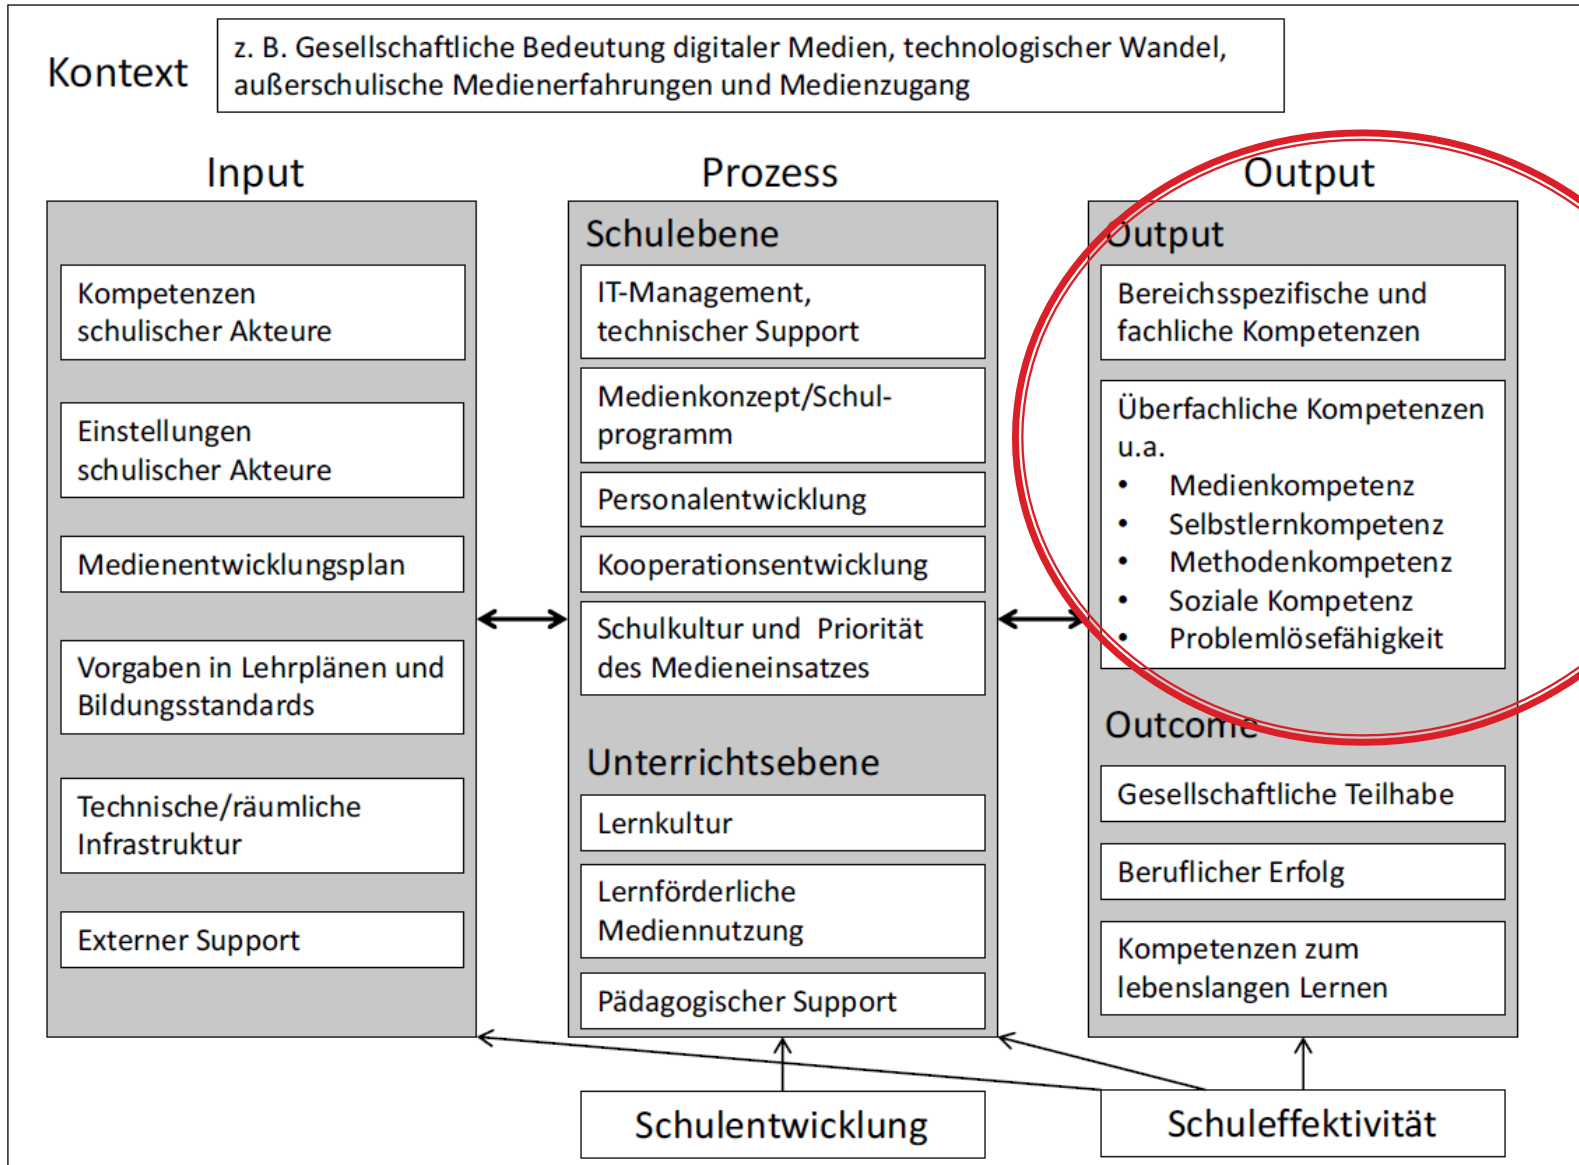 Kontext
z. B. Gesellschaftliche Bedeutung digitaler Medien, technologischer Wandel,
außerschulische Medienerfahrungen und Medienzugang
Input
Kompetenzen
schulischer Akteure
Einstellungen
schulischer Akteure
Medienentwicklungsplan
Vorgaben in Lehrplänen und
Bildungsstandards
Technische/räumliche
Infrastruktur
Externer Support
Prozess
Schulebene
IT-Management,
technischer Support
Medienkonzept/Schul-
programm
Personalentwicklung
Kooperationsentwicklung
Schulkultur und Priorität
des Medieneinsatzes
Unterrichtsebene
Lernkultur
Lernförderliche
Mediennutzung
Pädagogischer Support
Output
Output
Bereichsspezifische und
fachliche Kompetenzen
Überfachliche Kompetenzen
u.a.
• Medienkompetenz
• Selbstlernkompetenz
• Methodenkompetenz
• Soziale Kompetenz
• Problemlösefähigkeit
Outcome
Gesellschaftliche Teilhabe
Beruflicher Erfolg
Kompetenzen zum
lebenslangen Lernen
Schulentwicklung
Schuleffektivität